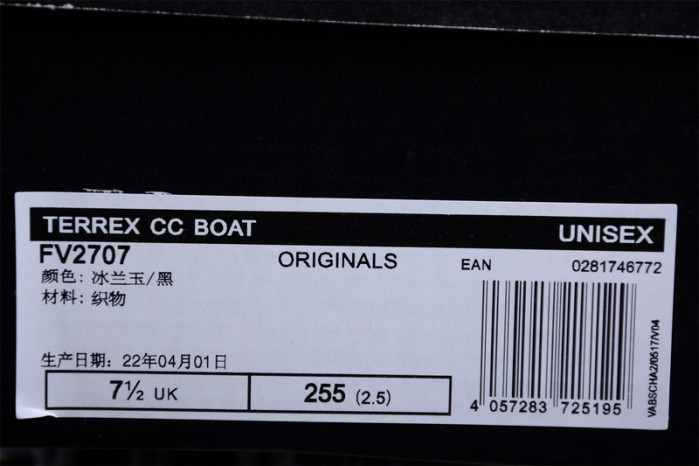 TERREX CC BOAT UNISEX
FV2707 ORIGINALS EAN 0281746772
颜色: 冰兰玉/黑
材料: 织物
生产日期: 22年04月01日
7½ UK 255 (2.5)
4 057283 725195
VABSCHA2/0517/V04